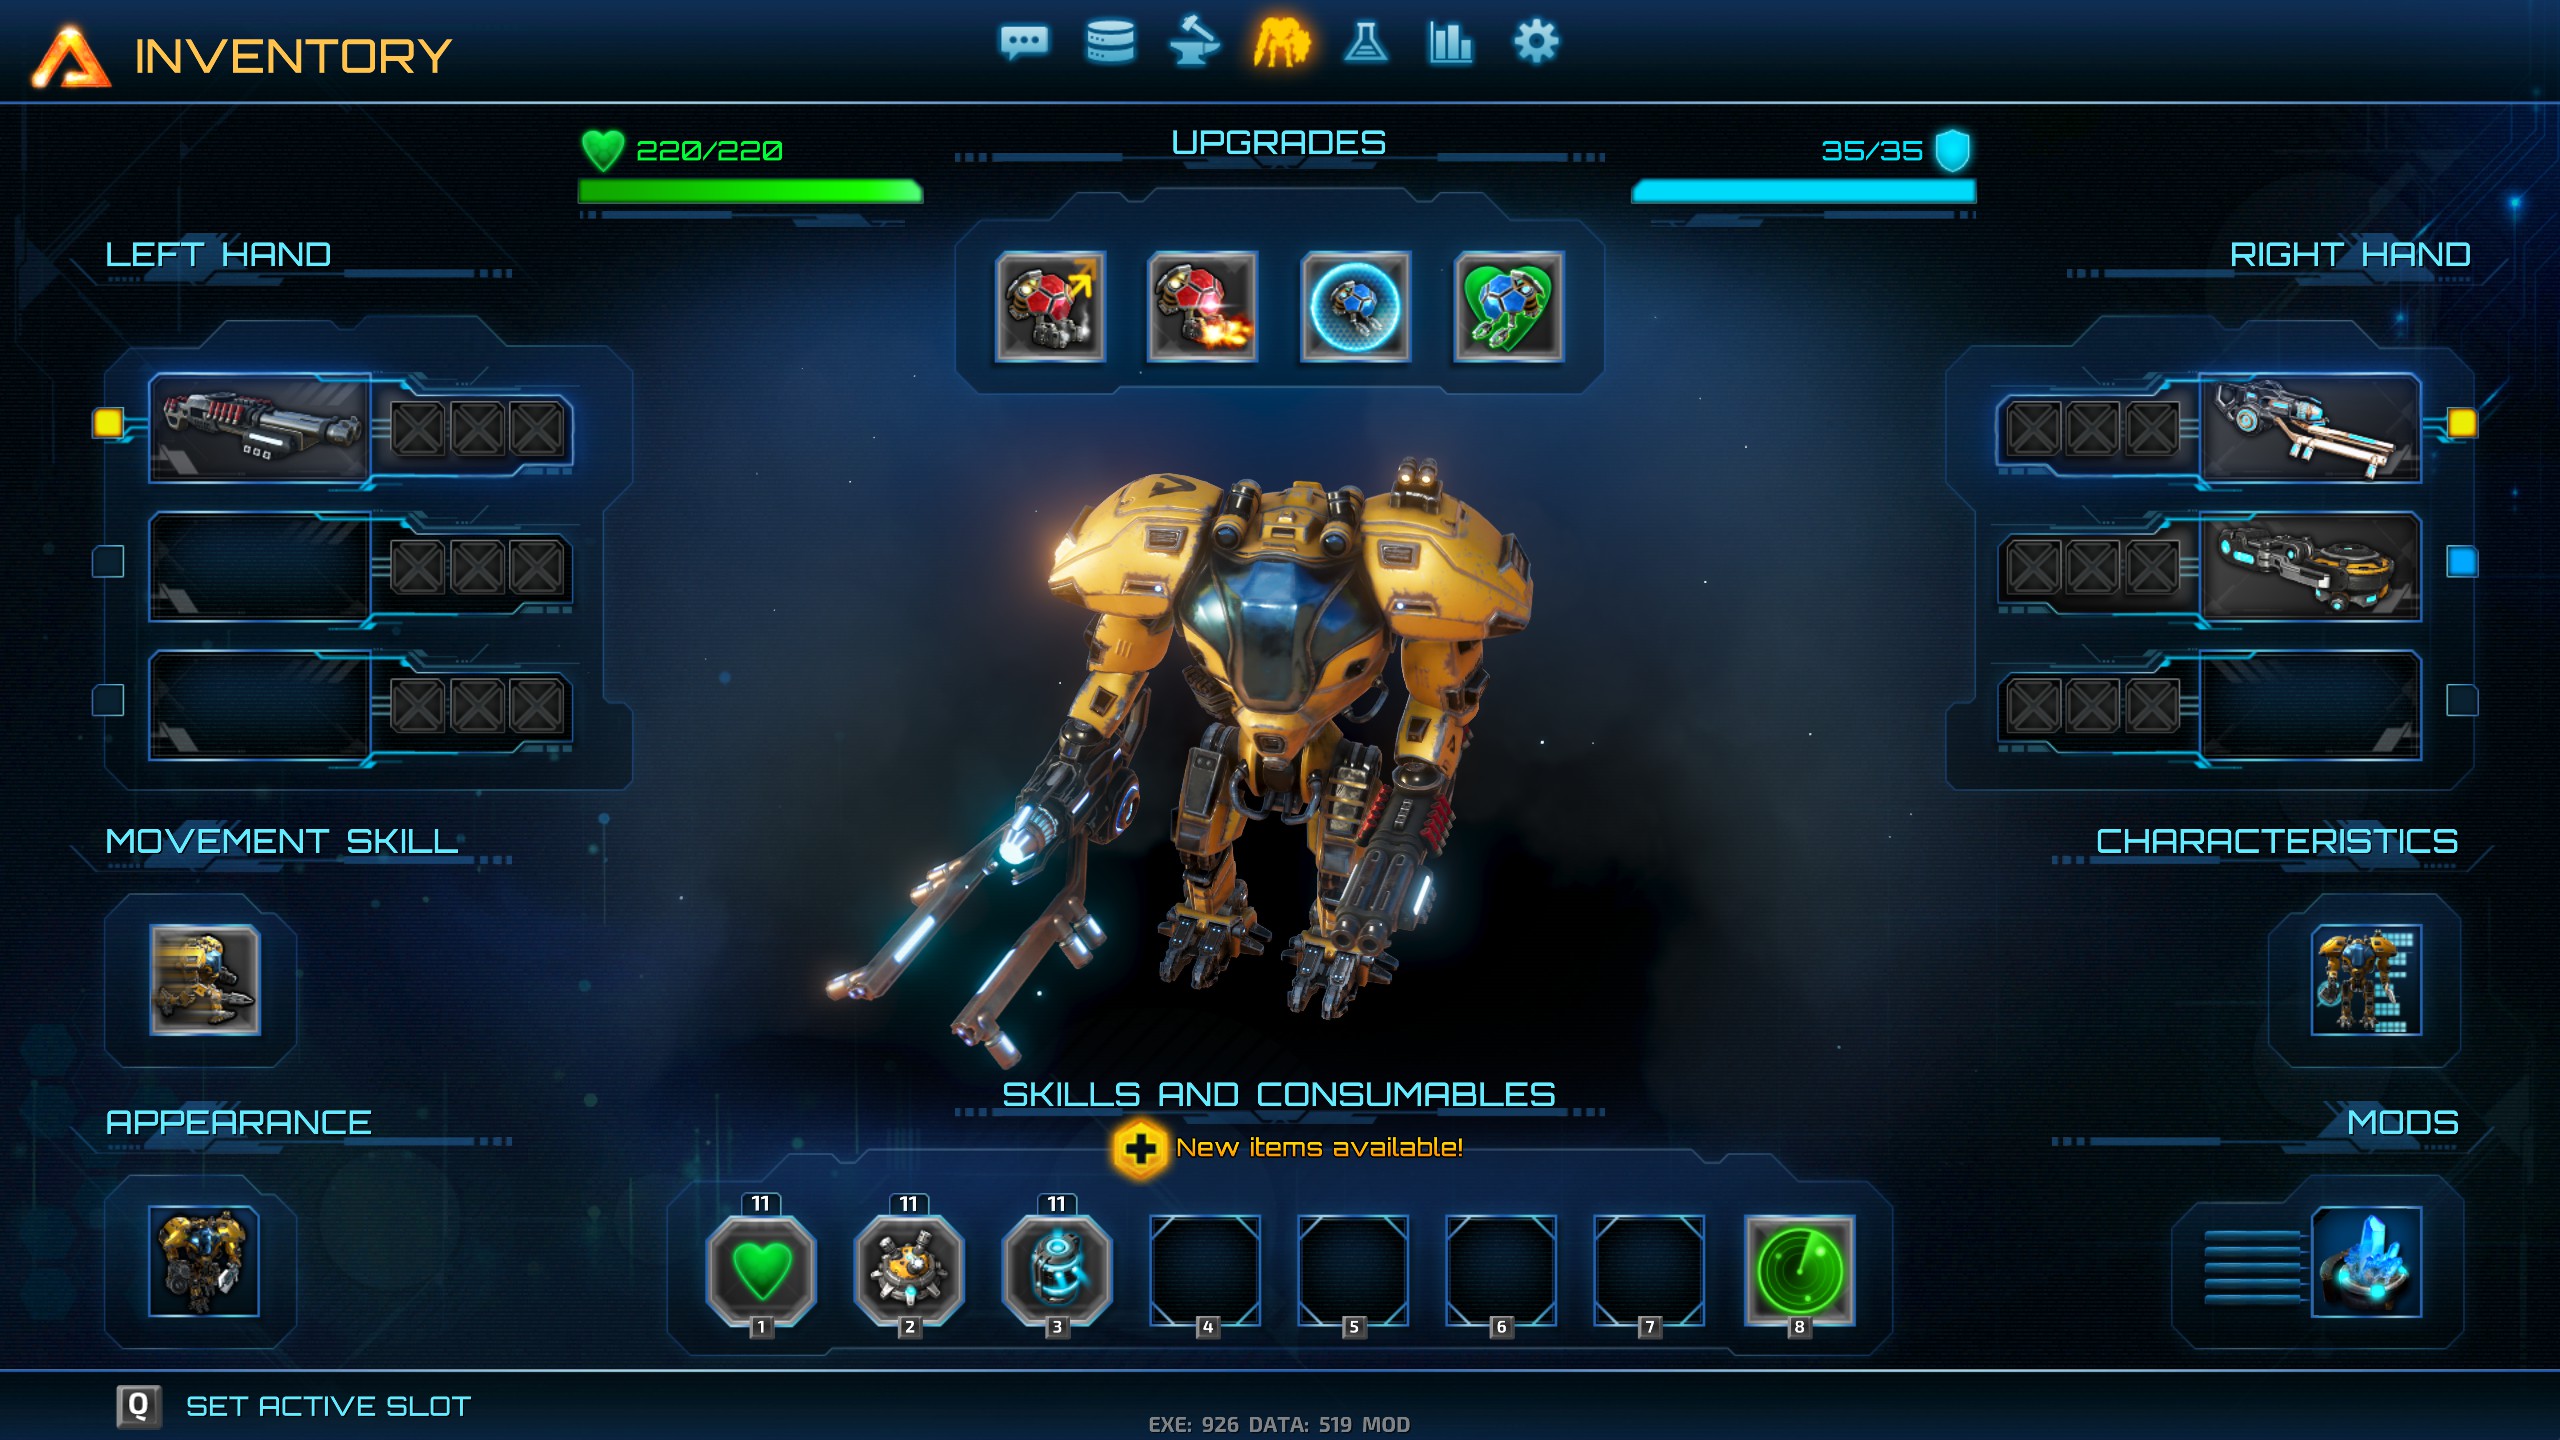 INVENTORY
220/220
UPGRADES
35/35
LEFT HAND
RIGHT HAND
MOVEMENT SKILL
CHARACTERISTICS
APPEARANCE
SKILLS AND CONSUMABLES
MODS
New items available!
11
11
11
1
2
3
4
5
6
7
8
Q SET ACTIVE SLOT
EXE: 926 DATA: 519 MOD